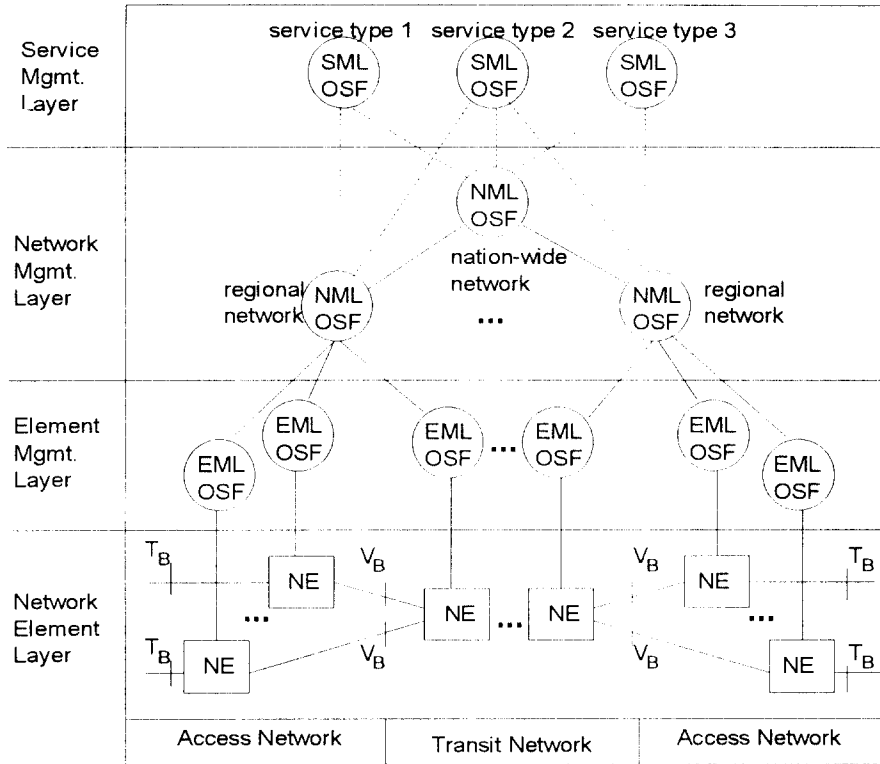 service type 1 service type 2 service type 3
Service
Mgmt.
Layer
SML
OSF
SML
OSF
SML
OSF
Network
Mgmt.
Layer
NML
OSF
nation-wide
network
...
regional
network
NML
OSF
NML
OSF
regional
network
Element
Mgmt.
Layer
EML
OSF
EML
OSF
EML
OSF
...
EML
OSF
EML
OSF
EML
OSF
Network
Element
Layer
T_B
NE
V_B
V_B
NE
T_B
...
NE
...
NE
...
T_B
NE
V_B
V_B
NE
T_B
Access Network
Transit Network
Access Network